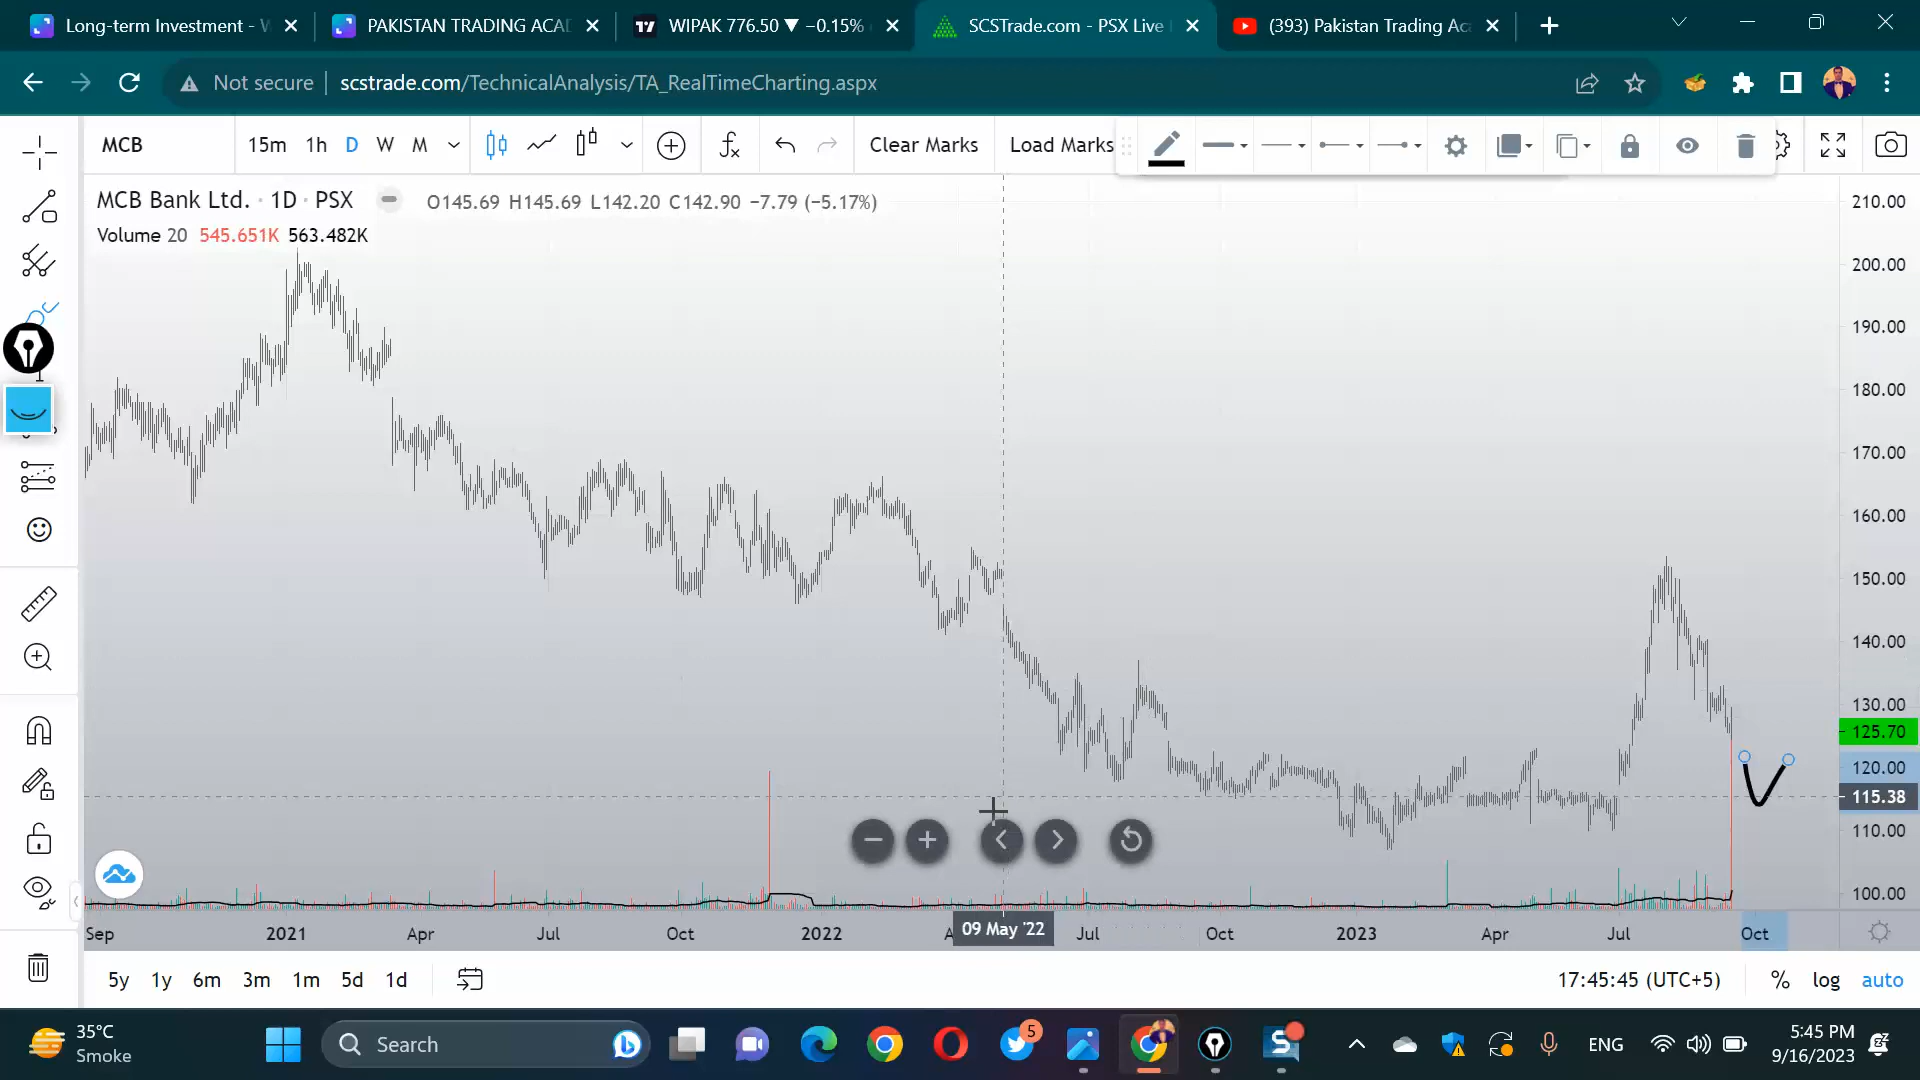 Long-term Investment - W
PAKISTAN TRADING ACAD
WIPAK 776.50 ▼ −0.15%
SCSTrade.com - PSX Live
(393) Pakistan Trading Aca
Not secure
scstrade.com/TechnicalAnalysis/TA_RealTimeCharting.aspx
MCB
15m 1h D W M
Clear Marks
Load Marks
MCB Bank Ltd. · 1D · PSX
O145.69 H145.69 L142.20 C142.90 −7.79 (−5.17%)
Volume 20 545.651K 563.482K
210.00
200.00
190.00
180.00
170.00
160.00
150.00
140.00
130.00
125.70
120.00
115.38
110.00
100.00
Sep 2021 Apr Jul Oct 2022 A 09 May '22 Jul Oct 2023 Apr Jul Oct
5y 1y 6m 3m 1m 5d 1d
17:45:45 (UTC+5)
% log auto
35°C
Smoke
Search
5
ENG
5:45 PM
9/16/2023